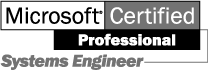 Microsoft® Certified
Professional
Systems Engineer